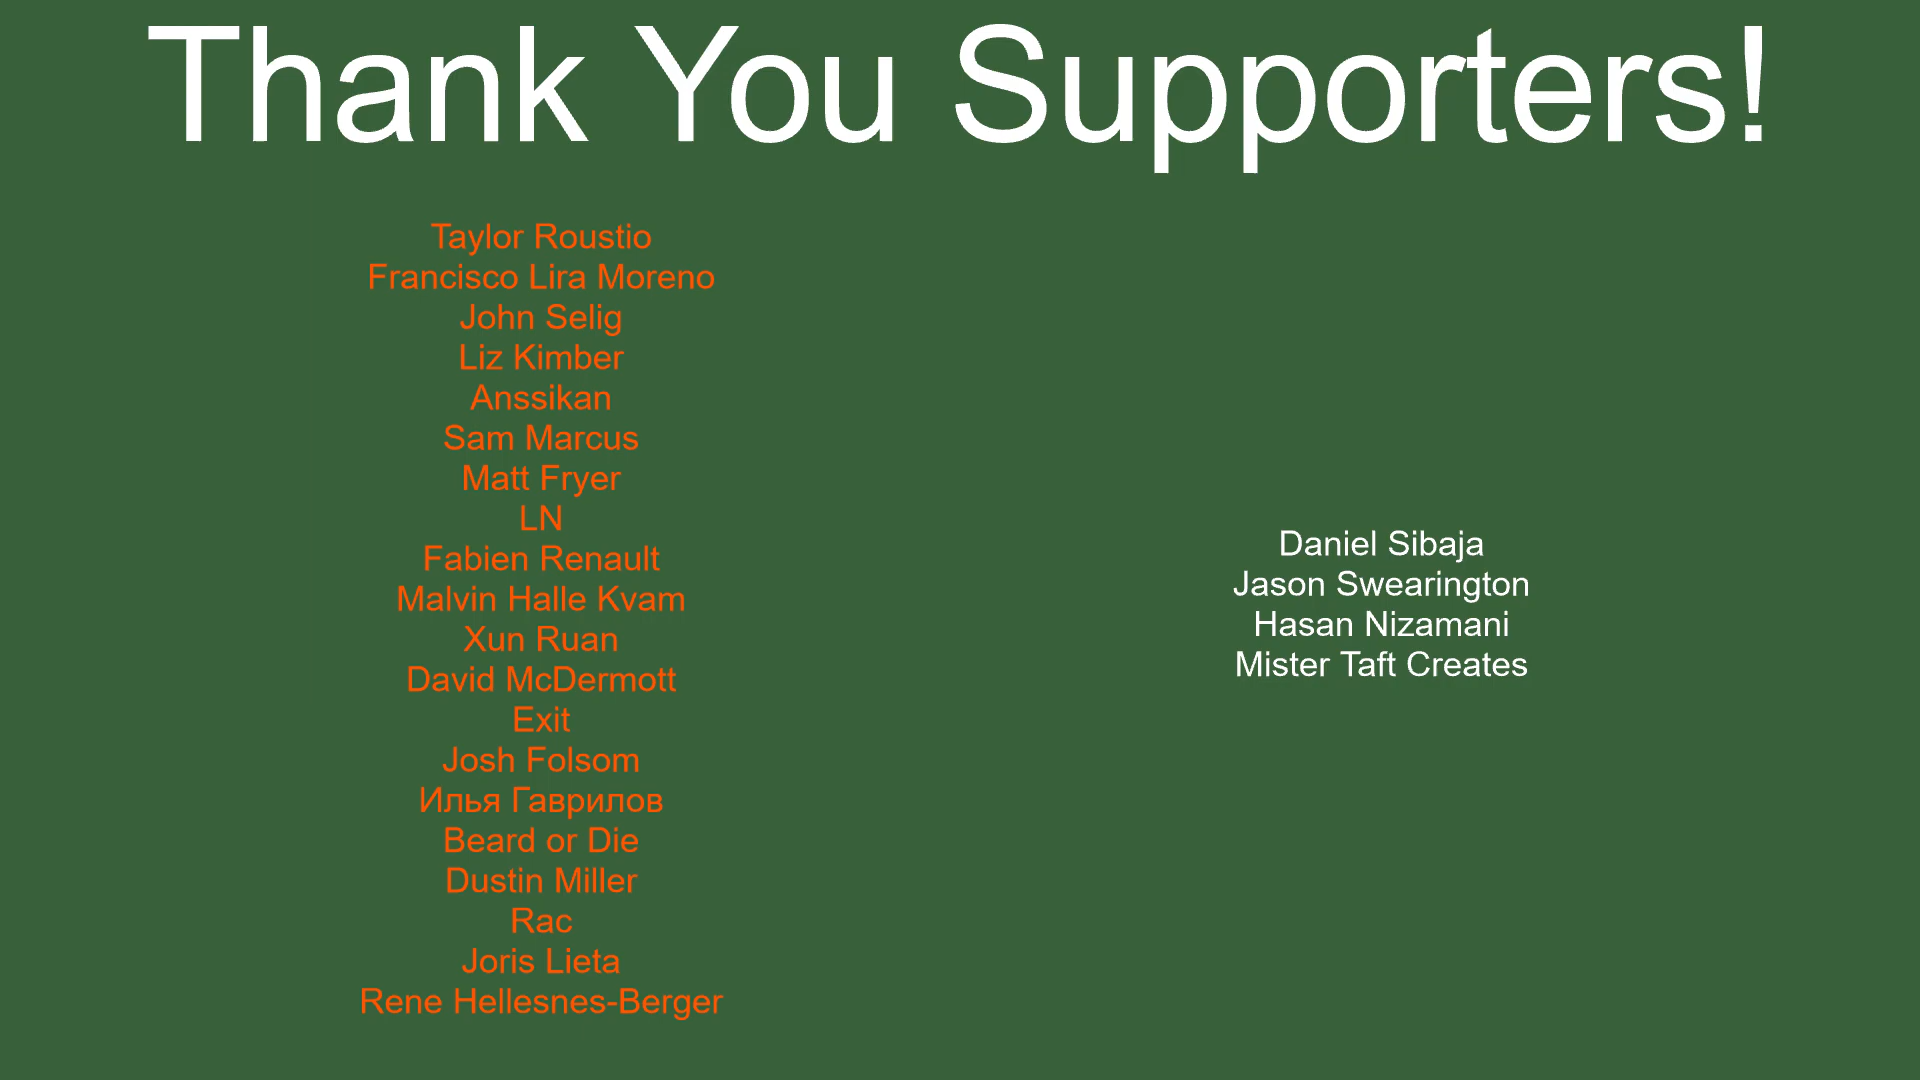 Thank You Supporters!
Taylor Roustio
Francisco Lira Moreno
John Selig
Liz Kimber
Anssikan
Sam Marcus
Matt Fryer
LN
Fabien Renault
Malvin Halle Kvam
Xun Ruan
David McDermott
Exit
Josh Folsom
Илья Гаврилов
Beard or Die
Dustin Miller
Rac
Joris Lieta
Rene Hellesnes-Berger
Daniel Sibaja
Jason Swearington
Hasan Nizamani
Mister Taft Creates